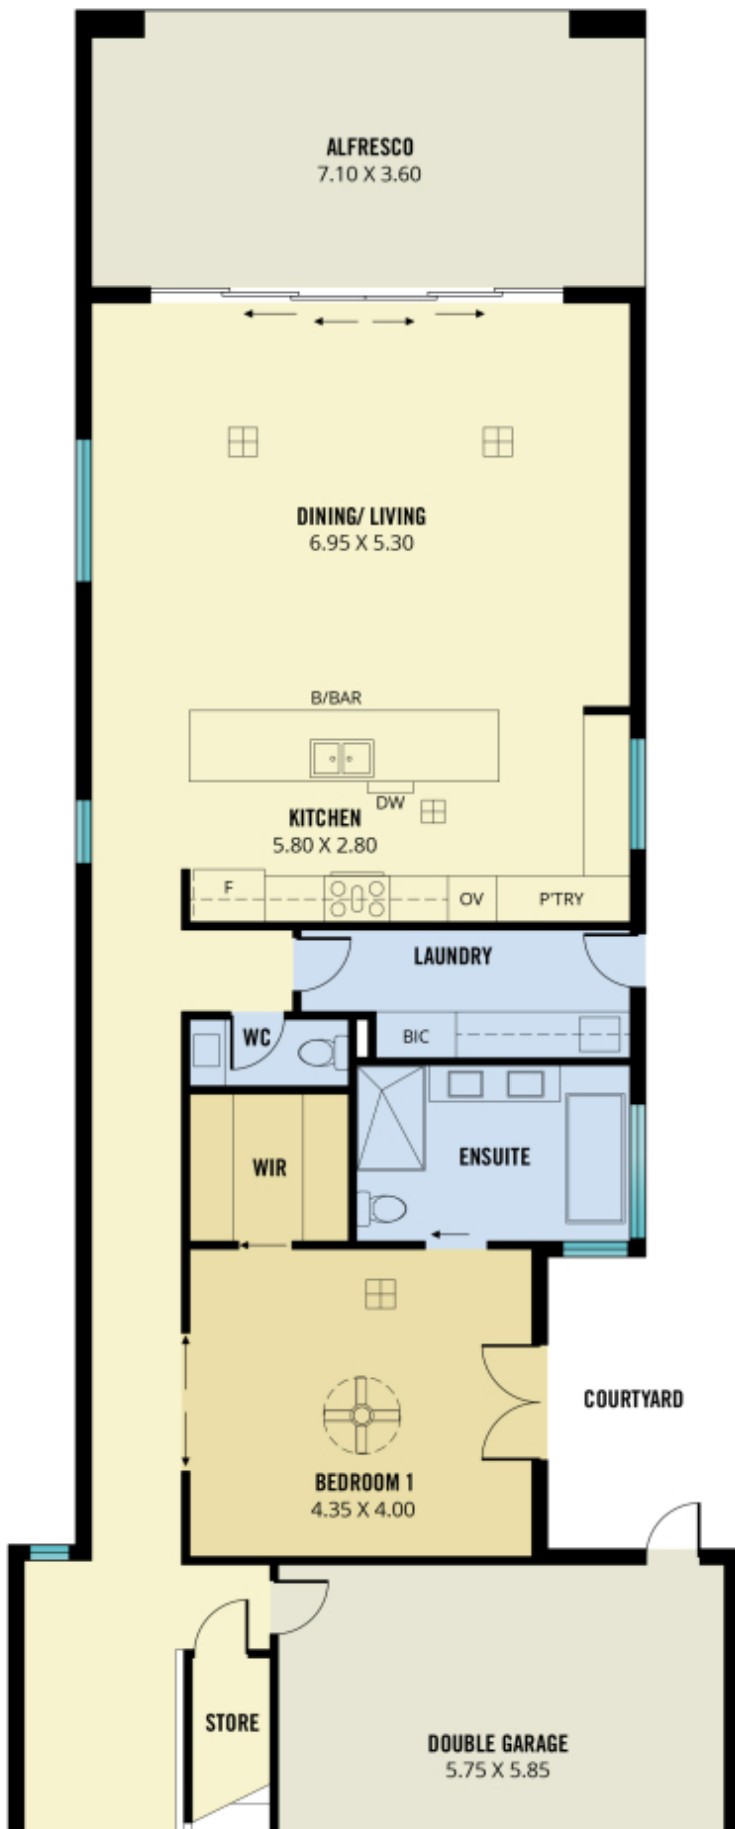 ALFRESCO
7.10 X 3.60
DINING/ LIVING
6.95 X 5.30
B/BAR
DW
KITCHEN
5.80 X 2.80
F
OV
P'TRY
LAUNDRY
WC
BIC
WIR
ENSUITE
COURTYARD
BEDROOM 1
4.35 X 4.00
STORE
DOUBLE GARAGE
5.75 X 5.85